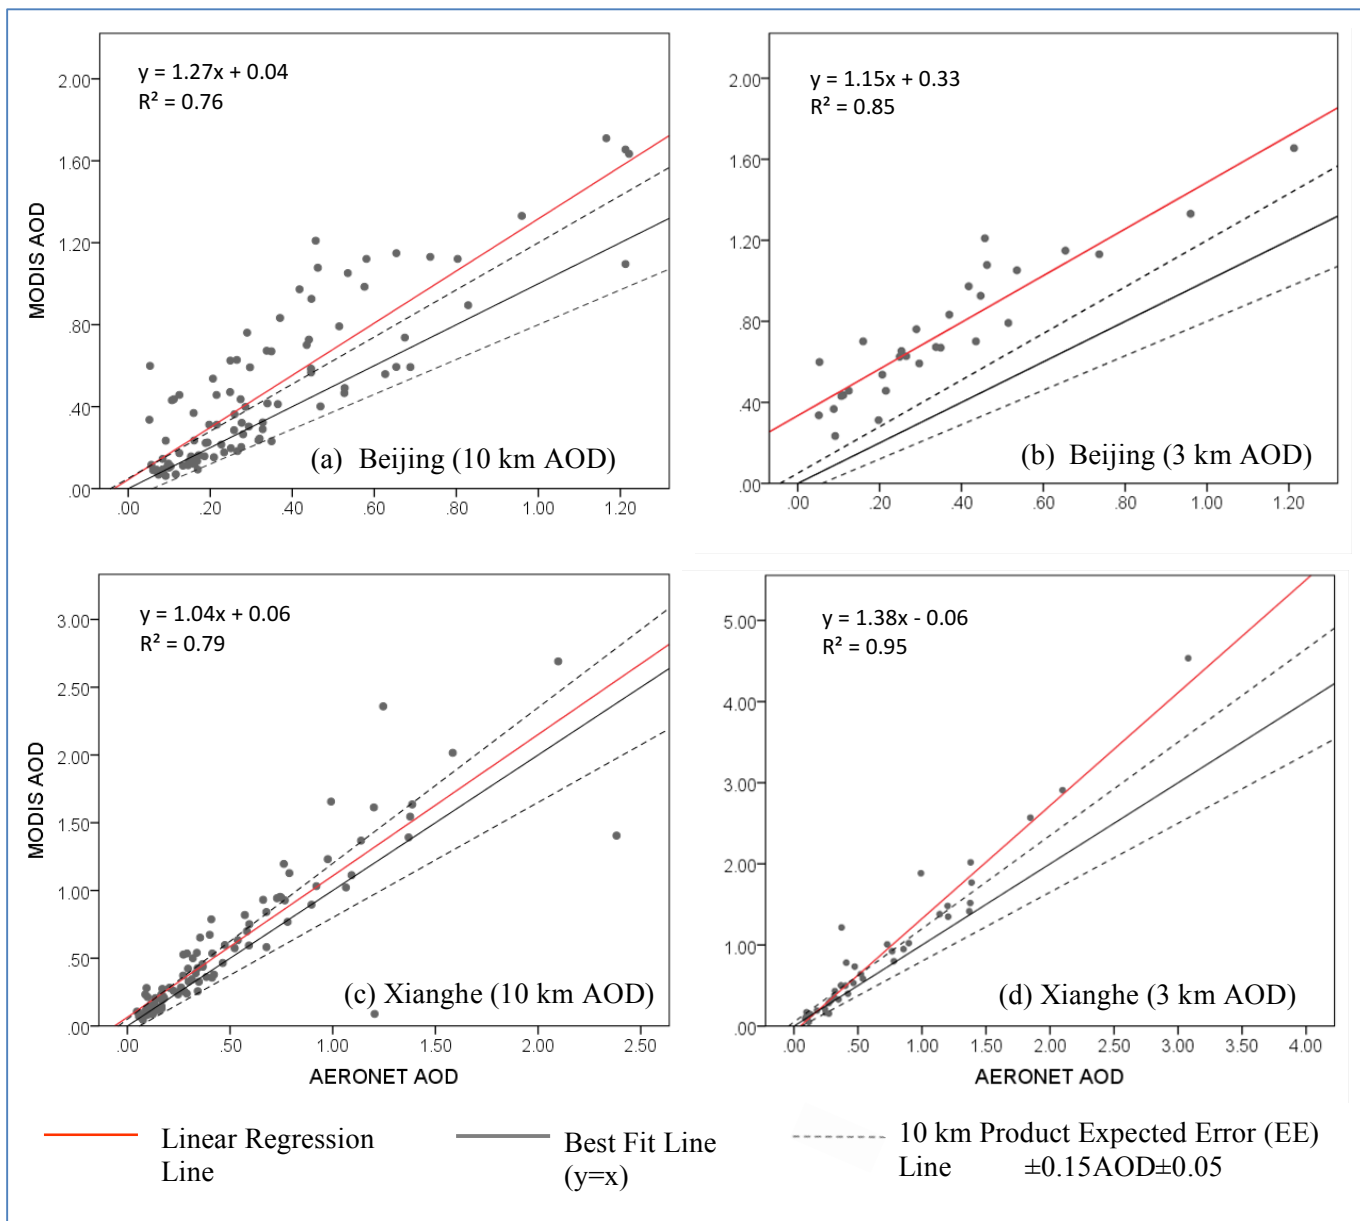 y = 1.27x + 0.04
R² = 0.76
2.00
1.60
1.20
.80
.40
.00
MODIS AOD
(a) Beijing (10 km AOD)
.00 .20 .40 .60 .80 1.00 1.20
y = 1.15x + 0.33
R² = 0.85
2.00
1.60
1.20
.80
.40
.00
(b) Beijing (3 km AOD)
.00 .20 .40 .60 .80 1.00 1.20
y = 1.04x + 0.06
R² = 0.79
3.00
2.50
2.00
1.50
1.00
.50
.00
MODIS AOD
(c) Xianghe (10 km AOD)
.00 .50 1.00 1.50 2.00 2.50
AERONET AOD
y = 1.38x - 0.06
R² = 0.95
5.00
4.00
3.00
2.00
1.00
.00
(d) Xianghe (3 km AOD)
.00 .50 1.00 1.50 2.00 2.50 3.00 3.50 4.00
AERONET AOD
Linear Regression
Line
Best Fit Line
(y=x)
10 km Product Expected Error (EE)
Line ±0.15AOD±0.05